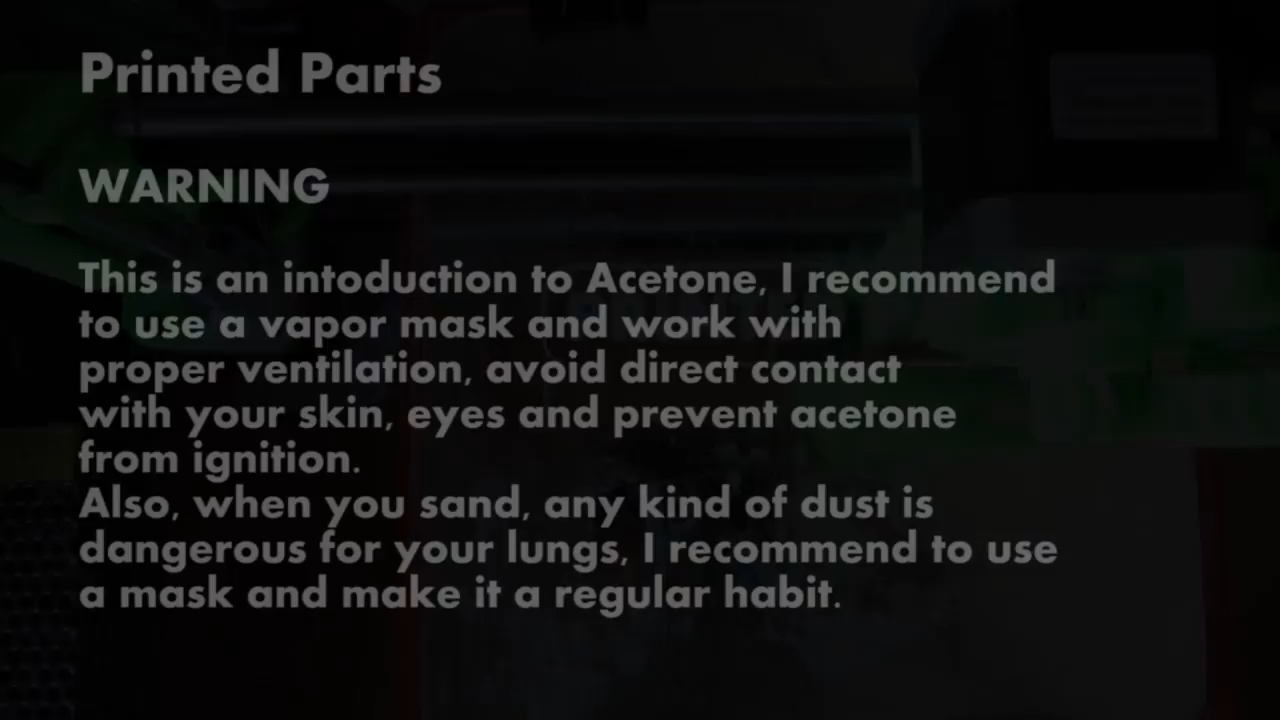 Printed Parts
WARNING
This is an intoduction to Acetone, I recommend
to use a vapor mask and work with
proper ventilation, avoid direct contact
with your skin, eyes and prevent acetone
from ignition.
Also, when you sand, any kind of dust is
dangerous for your lungs, I recommend to use
a mask and make it a regular habit.